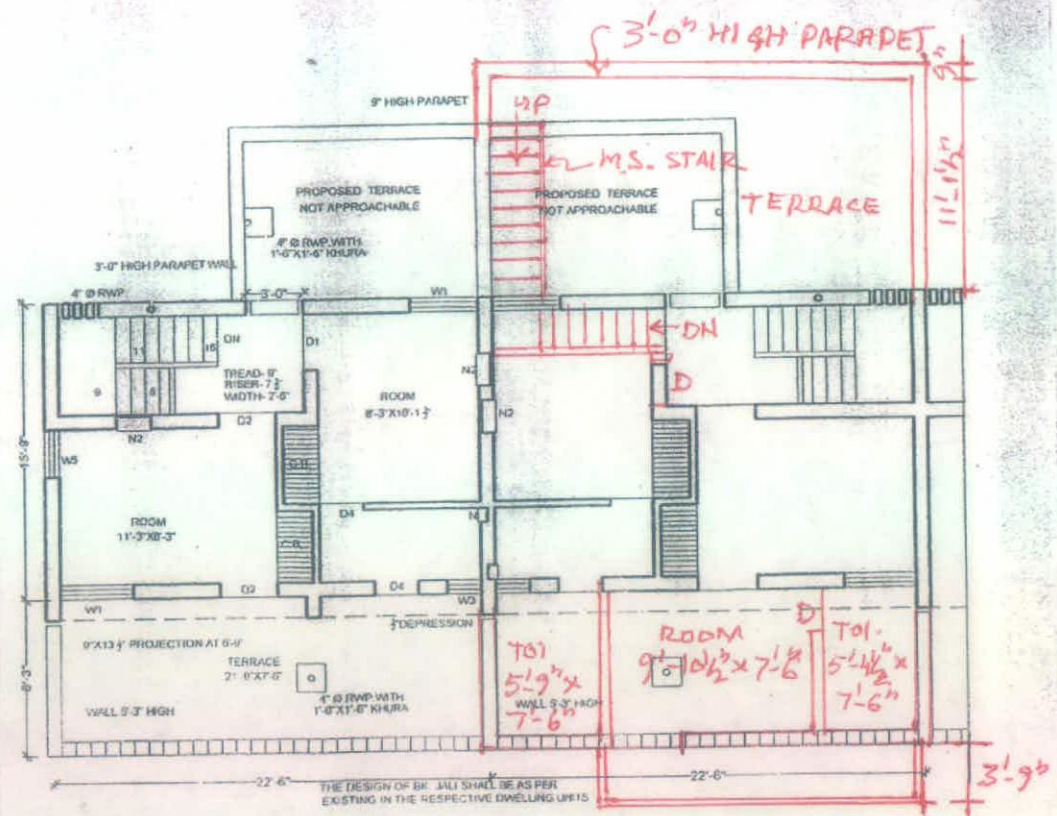 3'-0" HIGH PARAPET
9"
9" HIGH PARAPET
UP
M.S. STAIR
PROPOSED TERRACE
NOT APPROACHABLE
PROPOSED TERRACE
NOT APPROACHABLE
TERRACE
11'-1½"
4" Ø RWP WITH
1'-6"X1'-6" KHURA
3'-0" HIGH PARAPET WALL
4" Ø RWP
3'-0"
W1
DN
11
15
D1
DN
TREAD- 9"
RISER- 7½"
WIDTH- 2'-6"
9
8
N2
D
ROOM
8'-3"X10'-1½"
N2
D2
N2
15'-9"
W5
C.B.
ROOM
11'-3"X8'-3"
D4
N
C.B.
W1
D2
D4
W3
½"DEPRESSION
9"X13½" PROJECTION AT 6'-9"
TERRACE
WALL 5'-3" HIGH
4" Ø RWP WITH
1'-6"X1'-6" KHURA
TOI
5'-9" x
7'-6"
WALL 5'-3" HIGH
ROOM
9'-10½" x 7'-6"
D
TOI.
5'-4½" x
7'-6"
8'-3"
22'-6"
22'-6"
3'-9"
THE DESIGN OF BK. JALI SHALL BE AS PER
EXISTING IN THE RESPECTIVE DWELLING UNITS